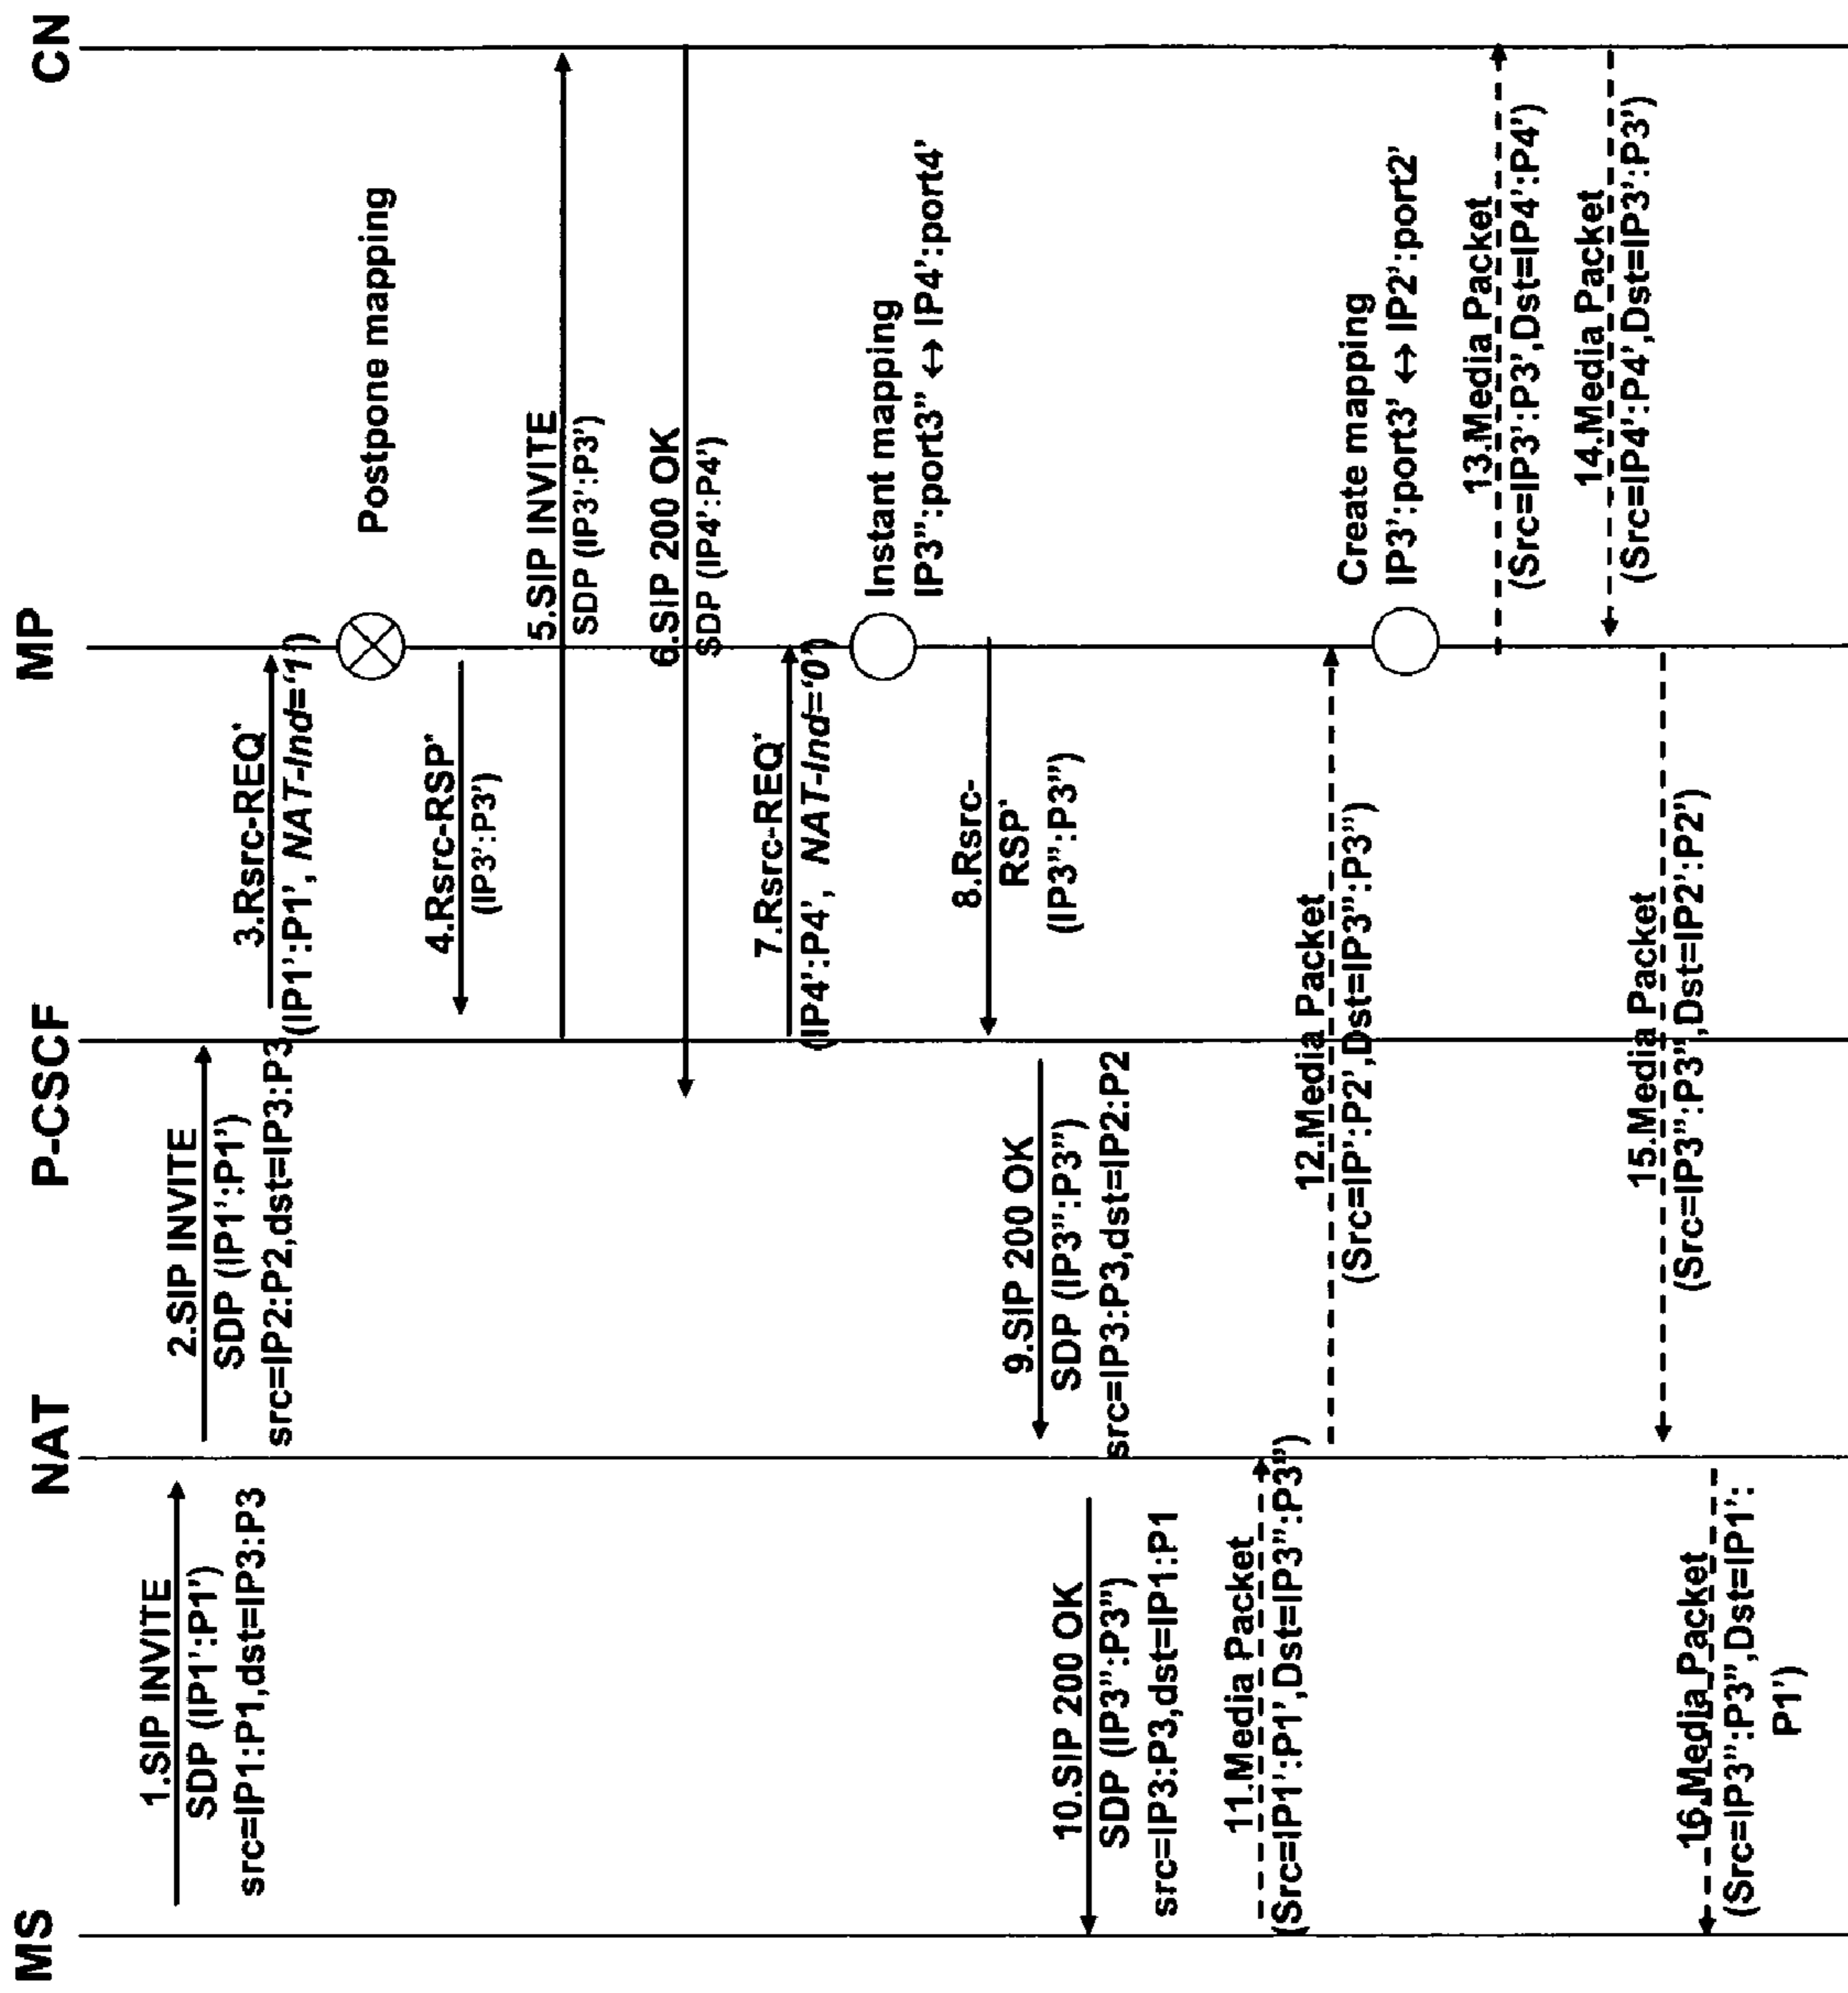 MS
NAT
P-CSCF
MP
CN
1.SIP INVITE
SDP (IP1':P1')
src=IP1:P1,dst=IP3:P3
2.SIP INVITE
SDP (IP1':P1')
src=IP2:P2,dst=IP3:P3
3.Rsrc-REQ*
(IP1':P1', NAT-Ind='1')
Postpone mapping
4.Rsrc-RSP*
(IP3':P3')
5.SIP INVITE
SDP (IP3':P3')
6.SIP 200 OK
SDP (IP4':P4')
7.Rsrc-REQ*
(IP4':P4', NAT-Ind='0')
Instant mapping
IP3":port3" ↔ IP4':port4'
8.Rsrc-
RSP*
(IP3":P3")
9.SIP 200 OK
SDP (IP3":P3")
src=IP3:P3,dst=IP2:P2
10.SIP 200 OK
SDP (IP3":P3")
src=IP3:P3,dst=IP1:P1
11.Media Packet
(Src=IP1':P1',Dst=IP3":P3")
12.Media Packet
(Src=IP':P2',Dst=IP3":P3")
Create mapping
IP3':port3' ↔ IP2':port2'
13.Media Packet
(Src=IP3':P3',Dst=IP4':P4')
14.Media Packet
(Src=IP4':P4',Dst=IP3':P3')
15.Media Packet
(Src=IP3":P3",Dst=IP2':P2')
16.Media Packet
(Src=IP3":P3",Dst=IP1':
P1')